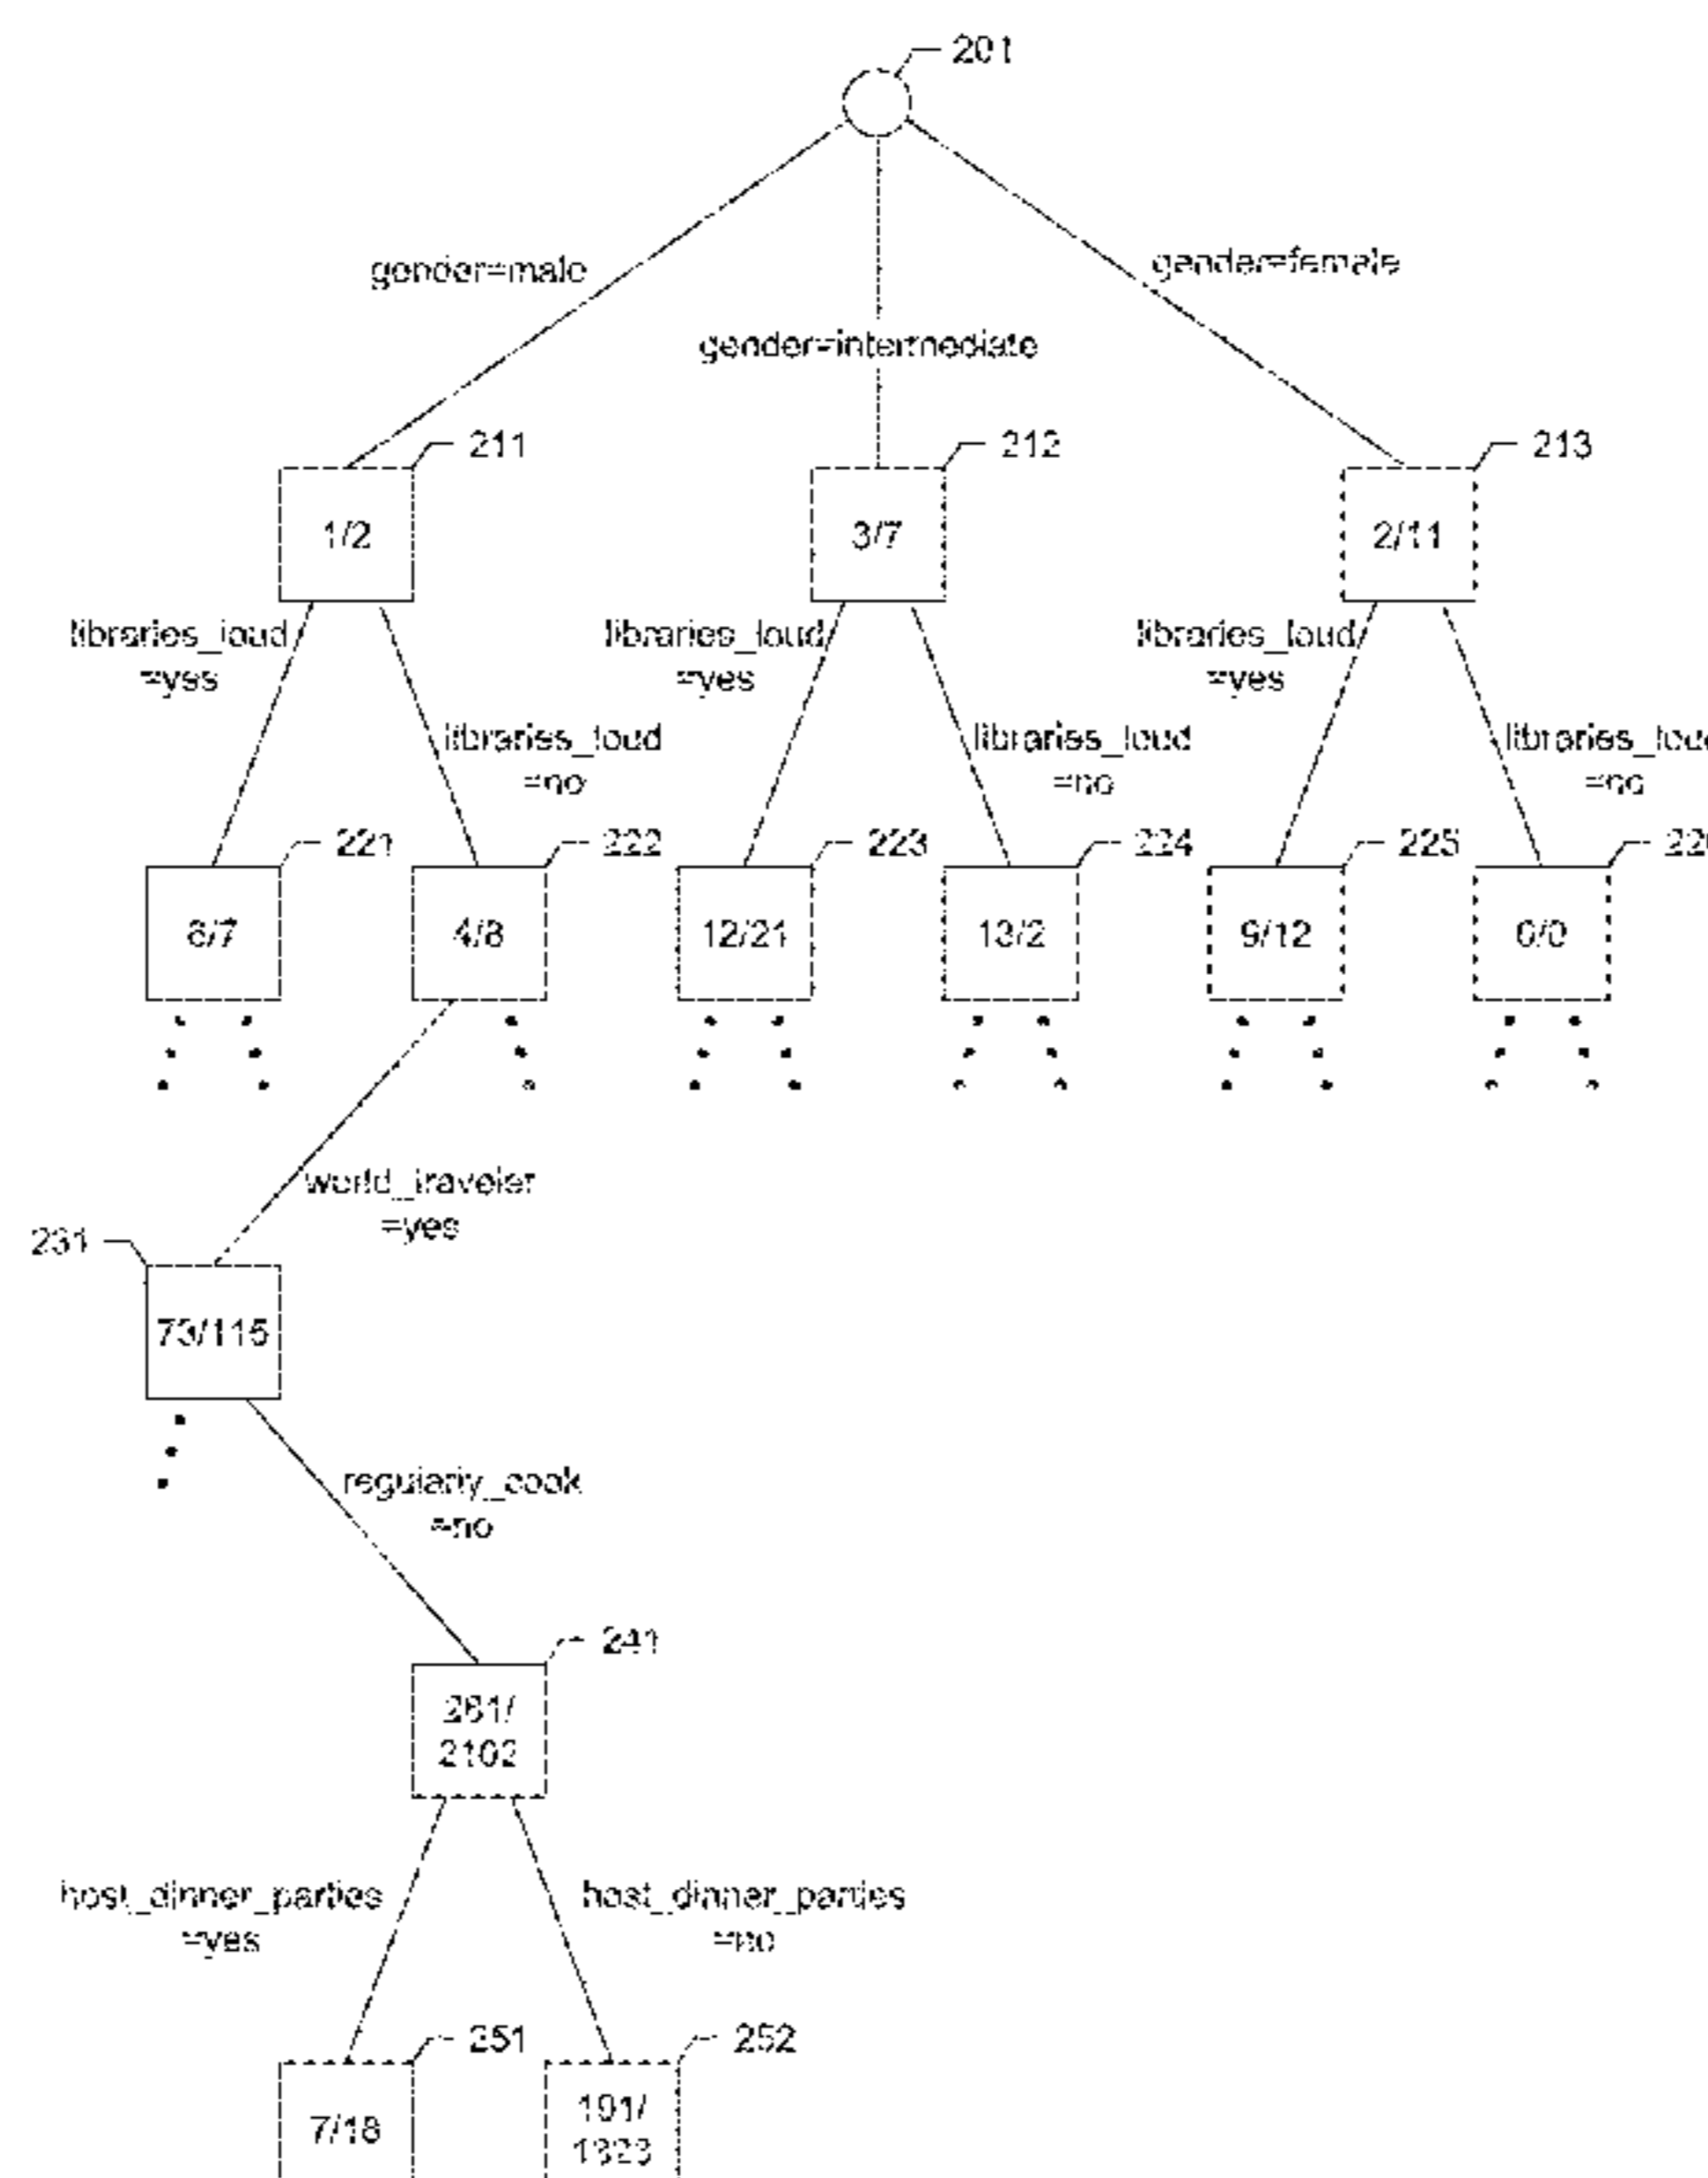 201
gender=male
gender=female
gender=intermediate
211
212
213
1/2
3/7
2/11
libraries_loud
=yes
libraries_loud
=yes
libraries_loud
=yes
libraries_loud
=no
libraries_loud
=no
=no
221
222
223
224
225
4/8
12/21
13/2
9/12
0/0
world_traveler
=yes
231
73/115
regularly_cook
=no
241
2102
host_dinner_parties
=yes
host_dinner_parties
=no
251
252
7/18
191/